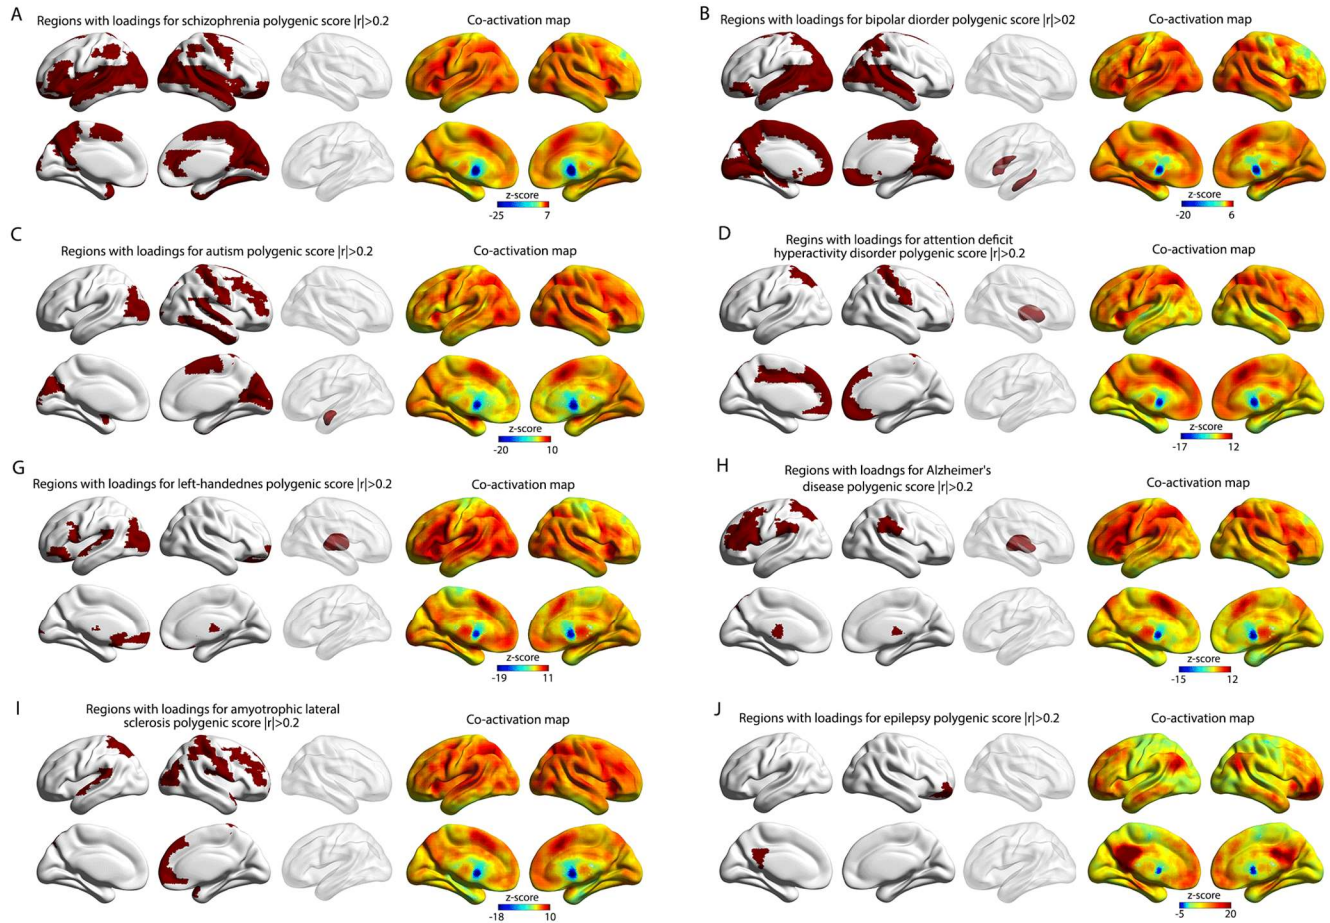 A
Regions with loadings for schizophrenia polygenic score |r|>0.2
Co-activation map
z-score
-25
7
B
Regions with loadings for bipolar diorder polygenic score |r|>02
Co-activation map
z-score
-20
6
C
Regions with loadings for autism polygenic score |r|>0.2
Co-activation map
z-score
-20
10
D
Regions with loadings for attention deficit
hyperactivity disorder polygenic score |r|>0.2
Co-activation map
z-score
-17
12
G
Regions with loadings for left-handednes polygenic score |r|>0.2
Co-activation map
z-score
-19
11
H
Regions with loadngs for Alzheimer's
disease polygenic score |r|>0.2
Co-activation map
z-score
-15
12
I
Regions with loadings for amyotrophic lateral
sclerosis polygenic score |r|>0.2
Co-activation map
z-score
-18
10
J
Regions with loadings for epilepsy polygenic score |r|>0.2
Co-activation map
z-score
-5
20